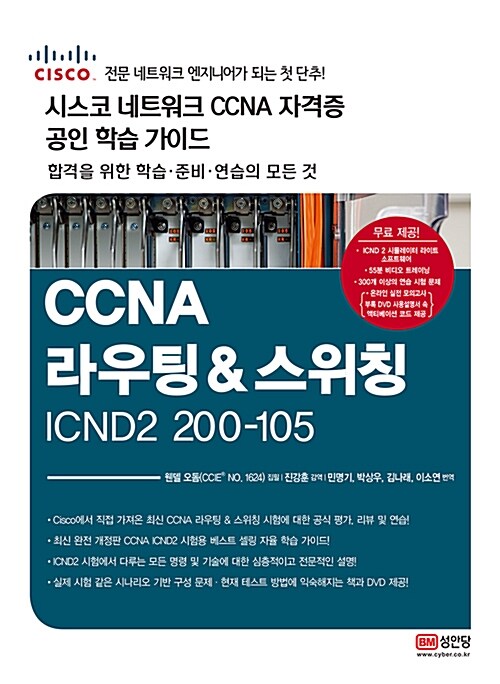 CISCO™ 전문 네트워크 엔지니어가 되는 첫 단추!
시스코 네트워크 CCNA 자격증
공인 학습 가이드
합격을 위한 학습·준비·연습의 모든 것
무료 제공!
• ICND 2 시뮬레이터 라이트
소프트웨어
• 55분 비디오 트레이닝
• 300개 이상의 연습 시험 문제
• 온라인 실전 모의고사
부록 DVD 사용설명서 속
액티베이션 코드 제공
CCNA
라우팅 & 스위칭
ICND2 200-105
웬델 오돔(CCIE® NO. 1624) 집필 | 진강훈 감역 | 민명기, 박상우, 김나래, 이소연 번역
• Cisco에서 직접 가져온 최신 CCNA 라우팅 & 스위칭 시험에 대한 공식 평가, 리뷰 및 연습!
• 최신 완전 개정판 CCNA ICND2 시험용 베스트 셀링 자율 학습 가이드!
• ICND2 시험에서 다루는 모든 명령 및 기술에 대한 심층적이고 전문적인 설명!
• 실제 시험 같은 시나리오 기반 구성 문제·현재 테스트 방법에 익숙해지는 책과 DVD 제공!
BM 성안당
www.cyber.co.kr